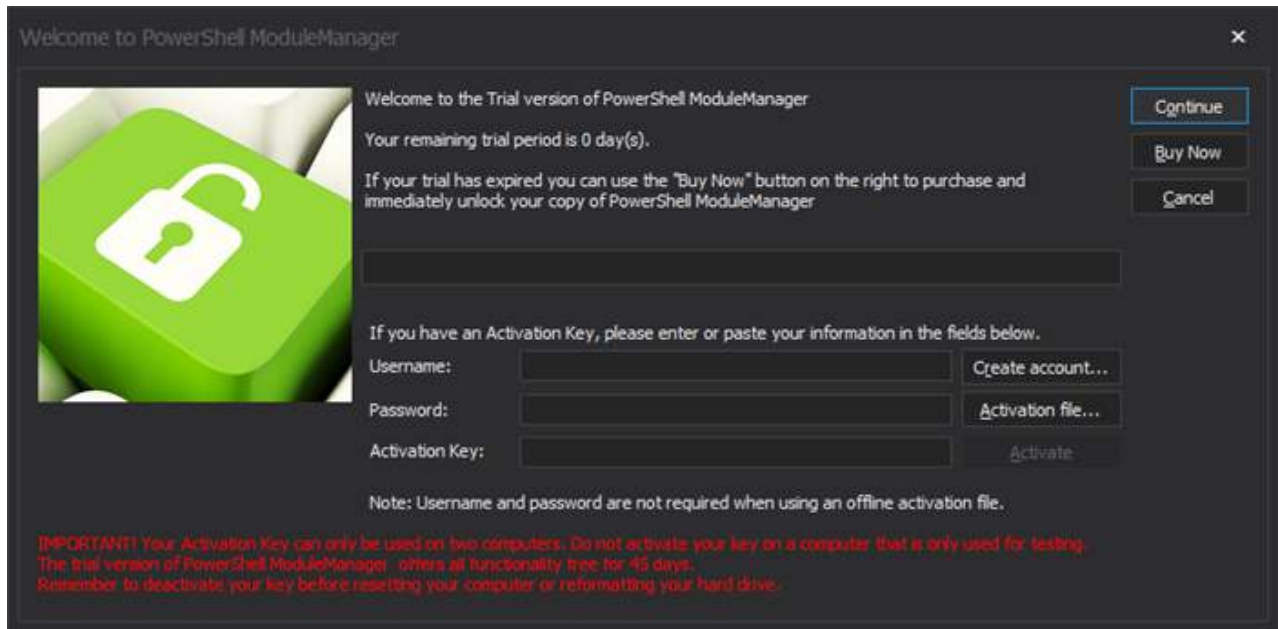 Welcome to PowerShell ModuleManager
Welcome to the Trial version of PowerShell ModuleManager
Continue
Your remaining trial period is 0 day(s).
Buy Now
If your trial has expired you can use the "Buy Now" button on the right to purchase and
immediately unlock your copy of PowerShell ModuleManager
Cancel
If you have an Activation Key, please enter or paste your information in the fields below.
Username:
Create account...
Password:
Activation file...
Activation Key:
Activate
Note: Username and password are not required when using an offline activation file.
IMPORTANT! Your Activation Key can only be used on two computers. Do not activate your key on a computer that is only used for testing.
The trial version of PowerShell ModuleManager offers all functionality free for 45 days.
Remember to deactivate your key before resetting your computer or reformatting your hard drive.